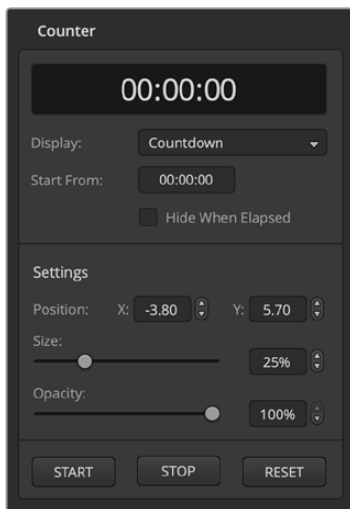 Counter
00:00:00
Display: Countdown
Start From: 00:00:00
Hide When Elapsed
Settings
Position: X: -3.80 Y: 5.70
Size:
25%
Opacity:
100%
START STOP RESET